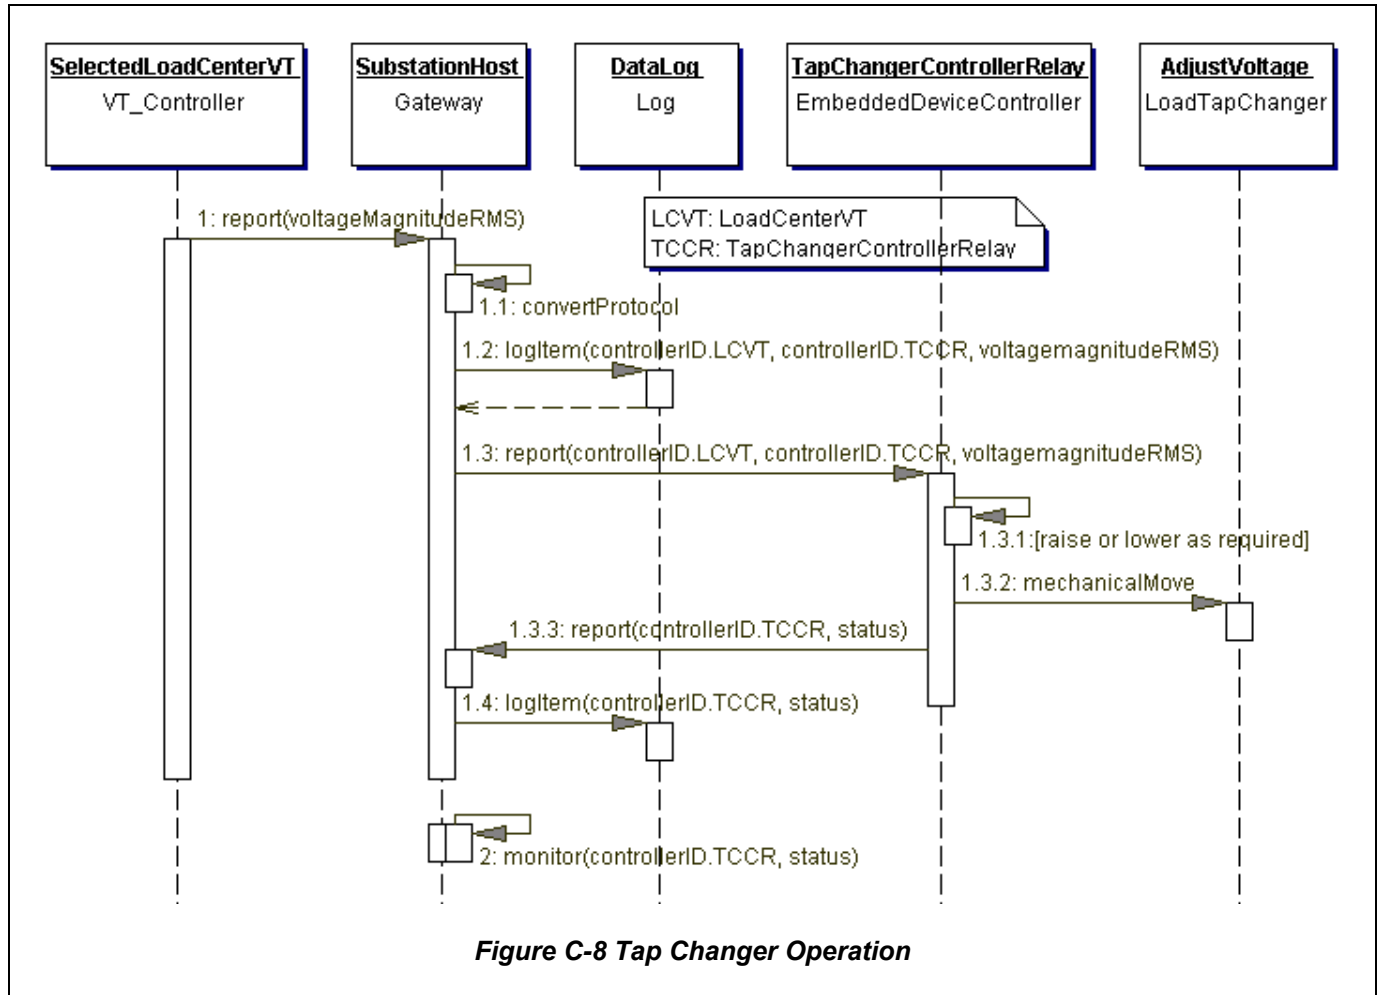 SelectedLoadCenterVT
VT_Controller
SubstationHost
Gateway
DataLog
Log
TapChangerControllerRelay
EmbeddedDeviceController
AdjustVoltage
LoadTapChanger
1: report(voltageMagnitudeRMS)
LCVT: LoadCenterVT
TCCR: TapChangerControllerRelay
1.1: convertProtocol
1.2: logItem(controllerID.LCVT, controllerID.TCCR, voltagemagnitudeRMS)
1.3: report(controllerID.LCVT, controllerID.TCCR, voltagemagnitudeRMS)
1.3.1:[raise or lower as required]
1.3.2: mechanicalMove
1.3.3: report(controllerID.TCCR, status)
1.4: logItem(controllerID.TCCR, status)
2: monitor(controllerID.TCCR, status)
Figure C-8 Tap Changer Operation